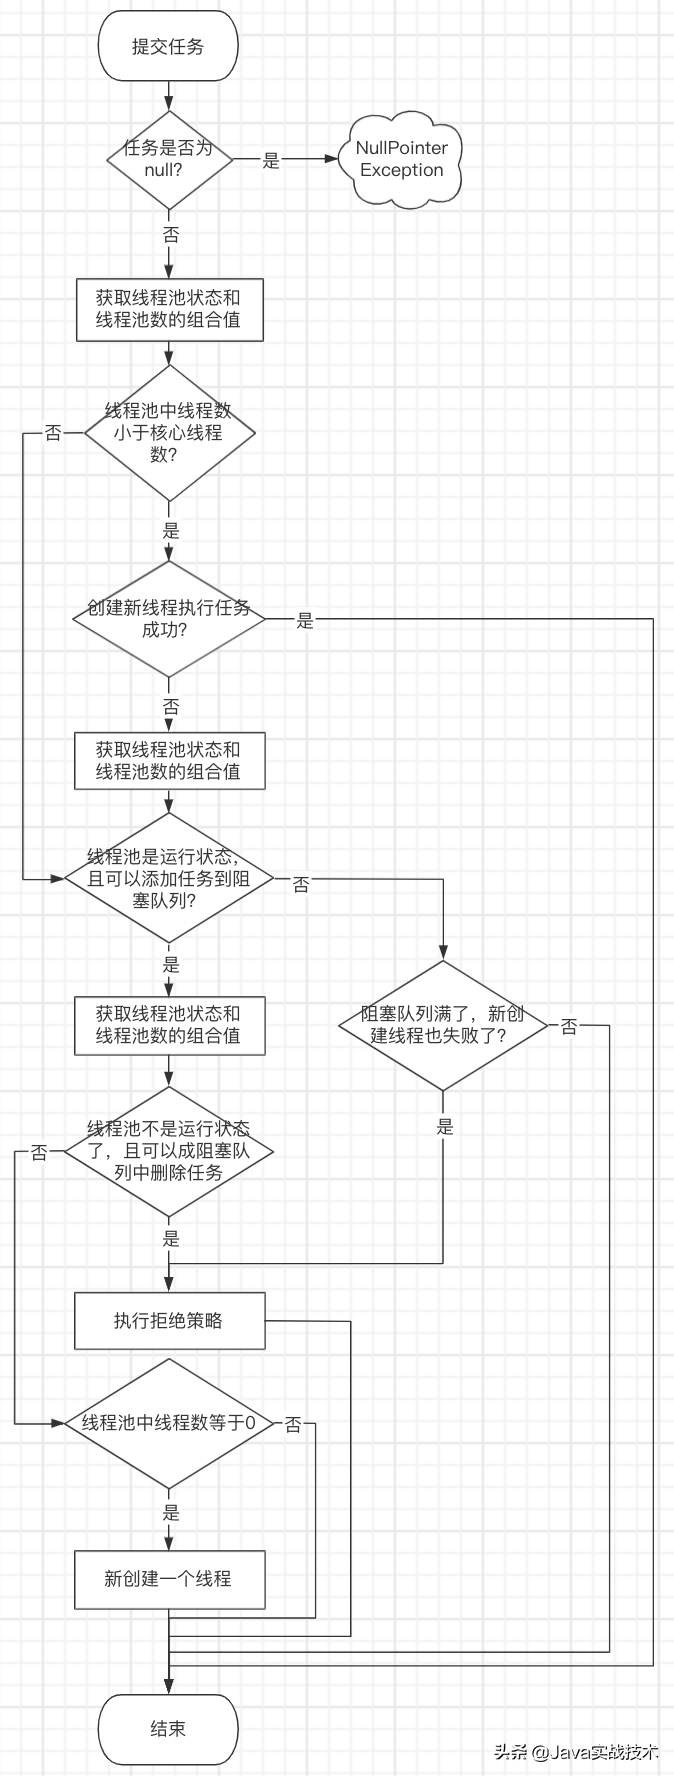 提交任务
任务是否为
null?
是
NullPointer
Exception
否
获取线程池状态和
线程池数的组合值
线程池中线程数
小于核心线程
数?
否
是
创建新线程执行任务
成功?
是
否
获取线程池状态和
线程池数的组合值
线程池是运行状态，
且可以添加任务到阻
塞队列?
否
是
获取线程池状态和
线程池数的组合值
阻塞队列满了，新创
建线程也失败了?
否
是
线程池不是运行状态
了，且可以成阻塞队
列中删除任务
否
是
执行拒绝策略
线程池中线程数等于0
否
是
新创建一个线程
结束
头条 @Java实战技术